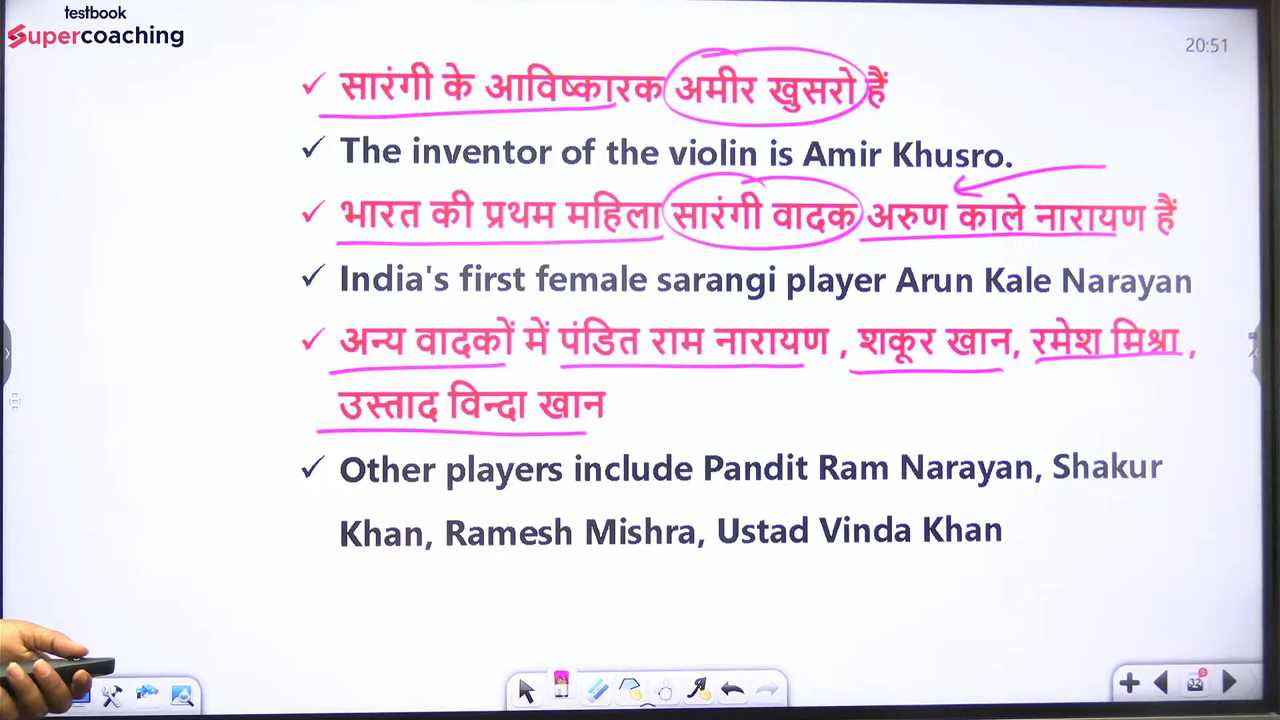 testbook
Supercoaching
20:51
सारंगी के आविष्कारक अमीर खुसरो हैं
The inventor of the violin is Amir Khusro.
भारत की प्रथम महिला सारंगी वादक अरुण काले नारायण हैं
India's first female sarangi player Arun Kale Narayan
अन्य वादकों में पंडित राम नारायण , शकूर खान, रमेश मिश्रा ,
उस्ताद विन्दा खान
Other players include Pandit Ram Narayan, Shakur
Khan, Ramesh Mishra, Ustad Vinda Khan
32